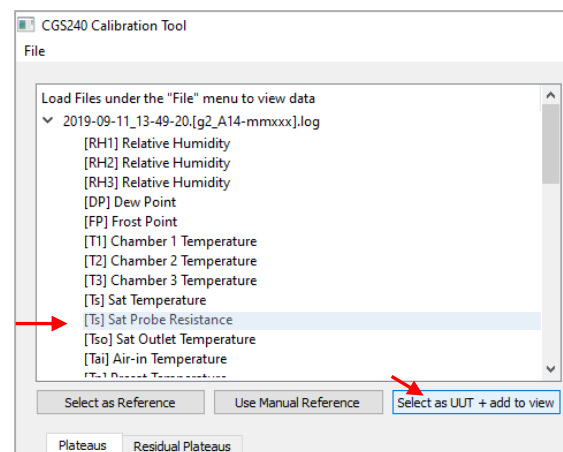 CGS240 Calibration Tool
File
Load Files under the "File" menu to view data
2019-09-11_13-49-20.[g2_A14-mmxxx].log
[RH1] Relative Humidity
[RH2] Relative Humidity
[RH3] Relative Humidity
[DP] Dew Point
[FP] Frost Point
[T1] Chamber 1 Temperature
[T2] Chamber 2 Temperature
[T3] Chamber 3 Temperature
[Ts] Sat Temperature
[Ts] Sat Probe Resistance
[Tso] Sat Outlet Temperature
[Tai] Air-in Temperature
Select as Reference Use Manual Reference Select as UUT + add to view
Plateaus Residual Plateaus